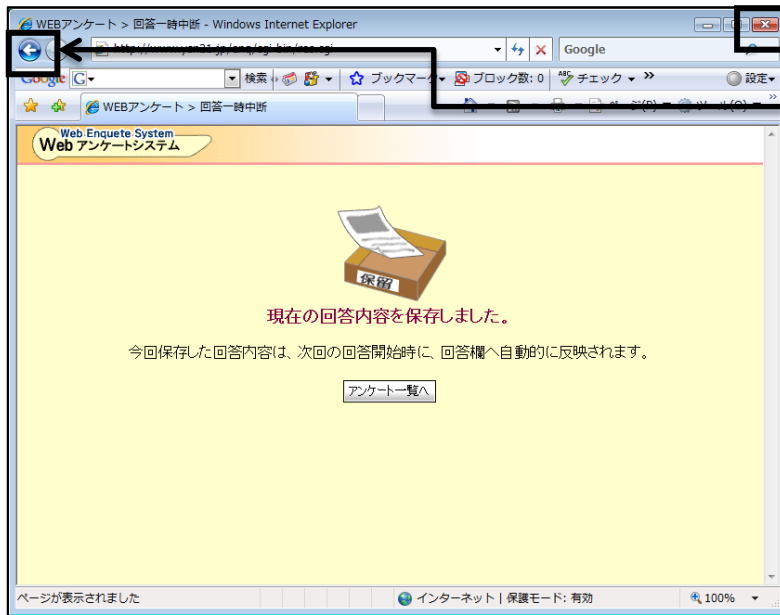 WEBアンケート > 回答一時中断 - Windows Internet Explorer
Google
Google G 検索 ブックマーク ブロック数: 0 チェック » 設定
WEBアンケート > 回答一時中断
Web Enquete System
Web アンケートシステム
保留
現在の回答内容を保存しました。
今回保存した回答内容は、次回の回答開始時に、回答欄へ自動的に反映されます。
アンケート一覧へ
ページが表示されました インターネット | 保護モード: 有効 100%